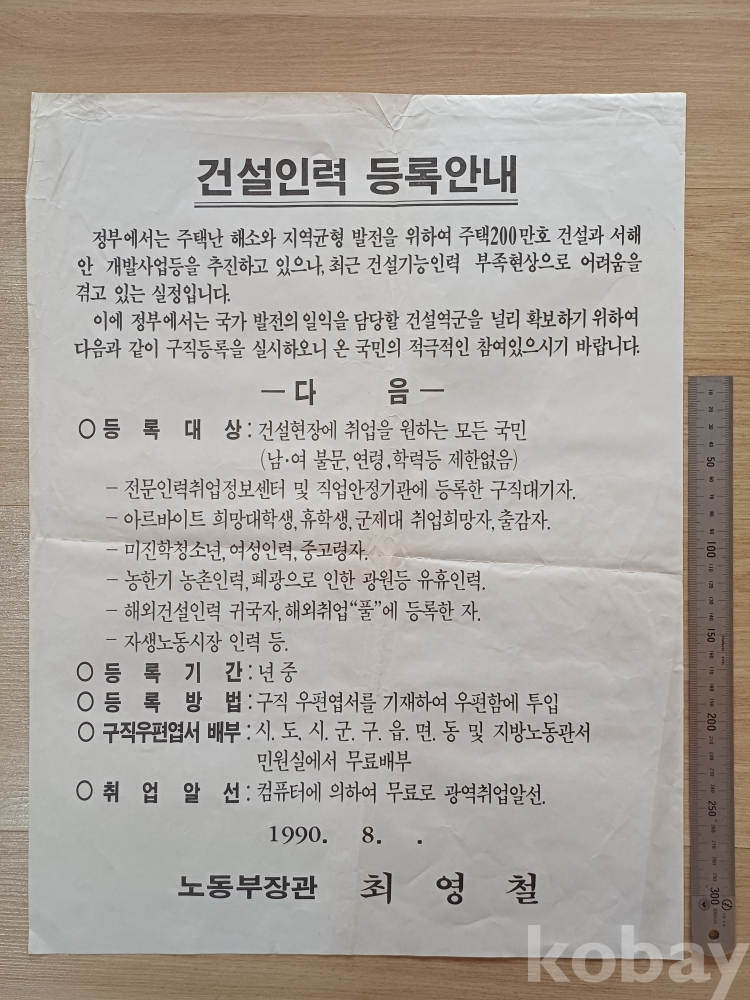 건설인력 등록안내
정부에서는 주택난 해소와 지역균형 발전을 위하여 주택200만호 건설과 서해
안 개발사업등을 추진하고 있으나, 최근 건설기능인력 부족현상으로 어려움을
겪고 있는 실정입니다.
이에 정부에서는 국가 발전의 일익을 담당할 건설역군을 널리 확보하기 위하여
다음과 같이 구직등록을 실시하오니 온 국민의 적극적인 참여있으시기 바랍니다.
— 다 음 —
○ 등 록 대 상 : 건설현장에 취업을 원하는 모든 국민
(남·여 불문, 연령, 학력등 제한없음)
- 전문인력취업정보센터 및 직업안정기관에 등록한 구직대기자.
- 아르바이트 희망대학생, 휴학생, 군제대 취업희망자, 출감자.
- 미진학청소년, 여성인력, 중고령자.
- 농한기 농촌인력, 폐광으로 인한 광원등 유휴인력.
- 해외건설인력 귀국자, 해외취업“풀”에 등록한 자.
- 자생노동시장 인력 등.
○ 등 록 기 간 : 년 중
○ 등 록 방 법 : 구직 우편엽서를 기재하여 우편함에 투입
○ 구직우편엽서 배부 : 시. 도. 시. 군. 구. 읍. 면. 동 및 지방노동관서
민원실에서 무료배부
○ 취 업 알 선 : 컴퓨터에 의하여 무료로 광역취업알선.
1990. 8. .
노동부장관 최 영 철
50
100
150
200
250
300
kobay